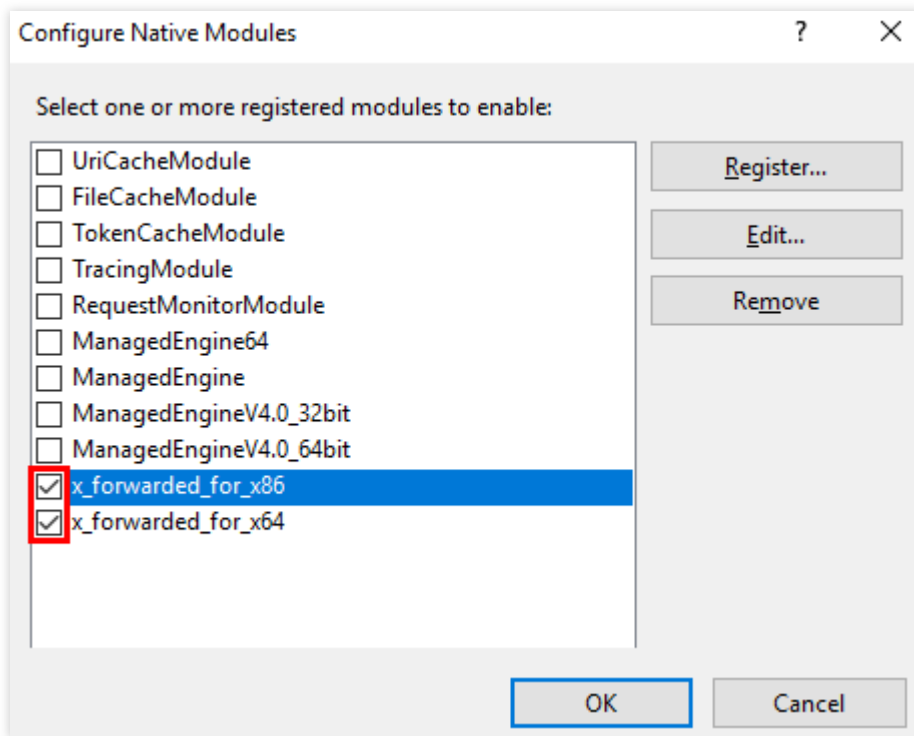 Configure Native Modules ? ×
Select one or more registered modules to enable:
UriCacheModule
FileCacheModule
TokenCacheModule
TracingModule
RequestMonitorModule
ManagedEngine64
ManagedEngine
ManagedEngineV4.0_32bit
ManagedEngineV4.0_64bit
x_forwarded_for_x86
x_forwarded_for_x64
Register...
Edit...
Remove
OK
Cancel